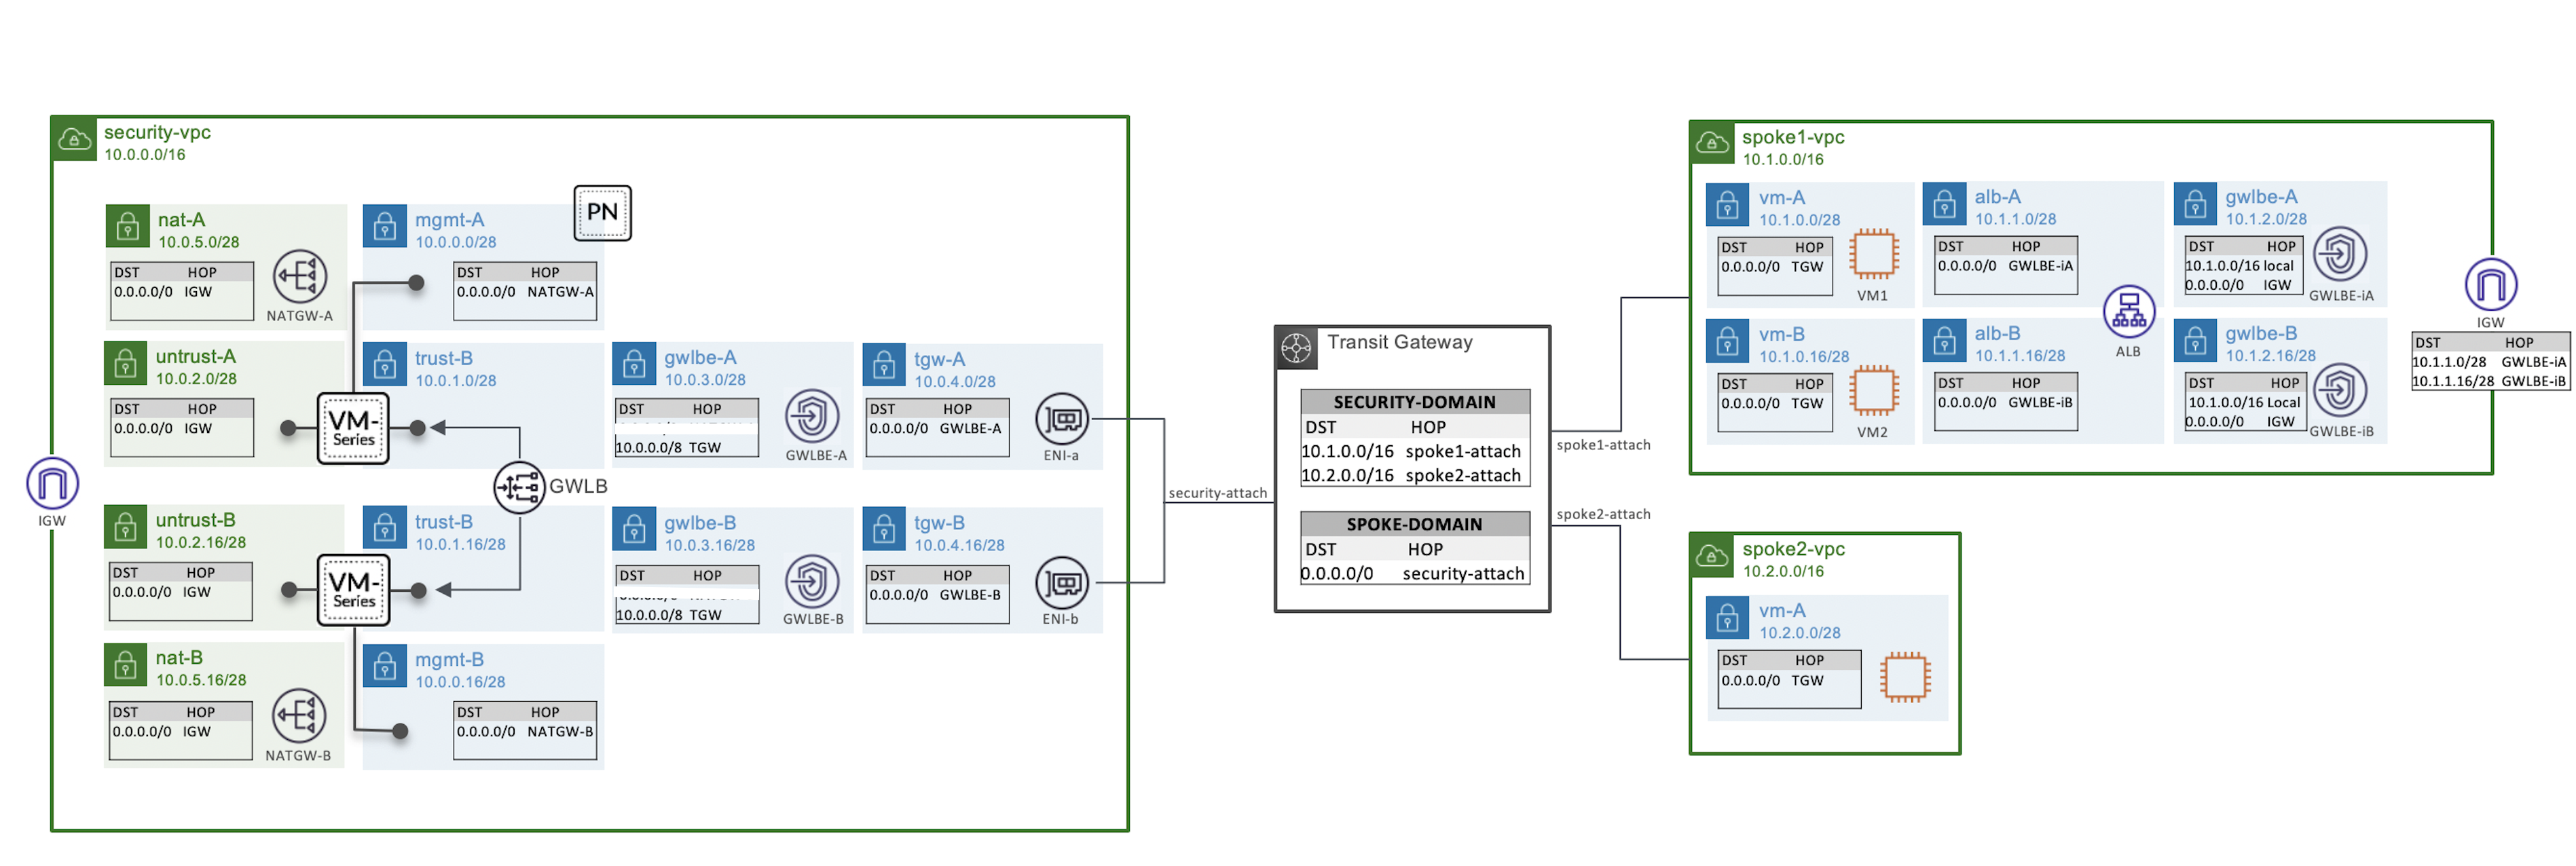 security-vpc
10.0.0.0/16
nat-A
10.0.5.0/28
DST HOP
0.0.0.0/0 IGW
NATGW-A
mgmt-A
10.0.0.0/28
PN
DST HOP
0.0.0.0/0 NATGW-A
untrust-A
10.0.2.0/28
DST HOP
0.0.0.0/0 IGW
VM-
Series
trust-B
10.0.1.0/28
gwlbe-A
10.0.3.0/28
DST HOP
10.0.0.0/8 TGW
GWLBE-A
tgw-A
10.0.4.0/28
DST HOP
0.0.0.0/0 GWLBE-A
ENI-a
IGW
GWLB
untrust-B
10.0.2.16/28
DST HOP
0.0.0.0/0 IGW
VM-
Series
trust-B
10.0.1.16/28
gwlbe-B
10.0.3.16/28
DST HOP
10.0.0.0/8 TGW
GWLBE-B
tgw-B
10.0.4.16/28
DST HOP
0.0.0.0/0 GWLBE-B
ENI-b
nat-B
10.0.5.16/28
DST HOP
0.0.0.0/0 IGW
NATGW-B
mgmt-B
10.0.0.16/28
DST HOP
0.0.0.0/0 NATGW-B
security-attach
Transit Gateway
SECURITY-DOMAIN
DST HOP
10.1.0.0/16 spoke1-attach
10.2.0.0/16 spoke2-attach
SPOKE-DOMAIN
DST HOP
0.0.0.0/0 security-attach
spoke1-attach
spoke2-attach
spoke1-vpc
10.1.0.0/16
vm-A
10.1.0.0/28
DST HOP
0.0.0.0/0 TGW
VM1
alb-A
10.1.1.0/28
DST HOP
0.0.0.0/0 GWLBE-iA
gwlbe-A
10.1.2.0/28
DST HOP
10.1.0.0/16 local
0.0.0.0/0 IGW
GWLBE-iA
vm-B
10.1.0.16/28
DST HOP
0.0.0.0/0 TGW
VM2
alb-B
10.1.1.16/28
DST HOP
0.0.0.0/0 GWLBE-iB
ALB
gwlbe-B
10.1.2.16/28
DST HOP
10.1.0.0/16 Local
0.0.0.0/0 IGW
GWLBE-iB
IGW
DST HOP
10.1.1.0/28 GWLBE-iA
10.1.1.16/28 GWLBE-iB
spoke2-vpc
10.2.0.0/16
vm-A
10.2.0.0/28
DST HOP
0.0.0.0/0 TGW